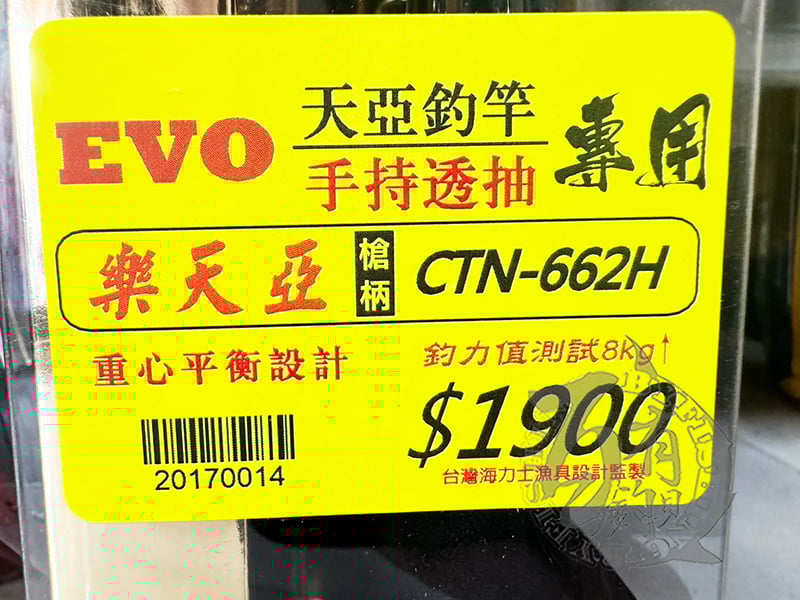 EVO 天亞釣竿 手持透抽 專用
樂天亞 槍柄 CTN-662H
重心平衡設計 釣力值測試8kg↑
$1900
20170014
台灣海力士漁具設計監製